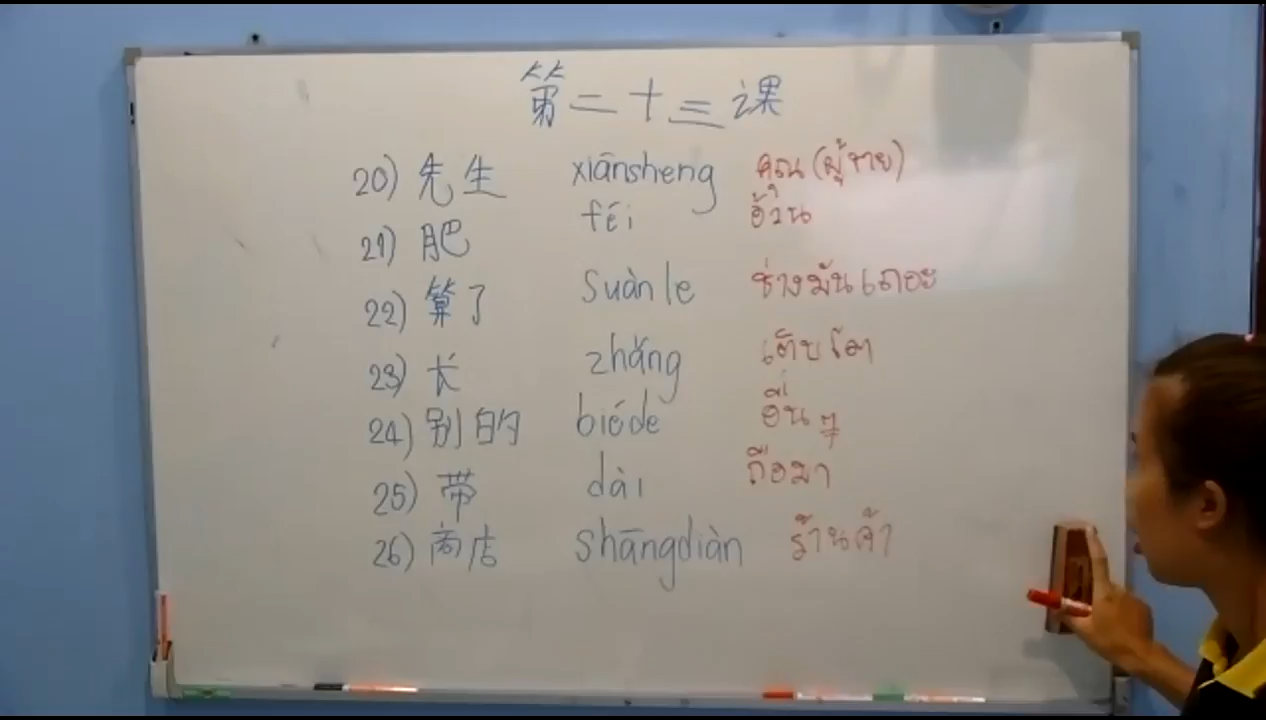 第二十三课
20) 先生 xiānsheng คุณ (ผู้ชาย)
21) 肥 féi อ้วน
22) 算了 suàn le ช่างมันเถอะ
23) 长 zhǎng เติบโต
24) 别的 biéde อื่นๆ
25) 带 dài ถือมา
26) 商店 shāngdiàn ร้านค้า